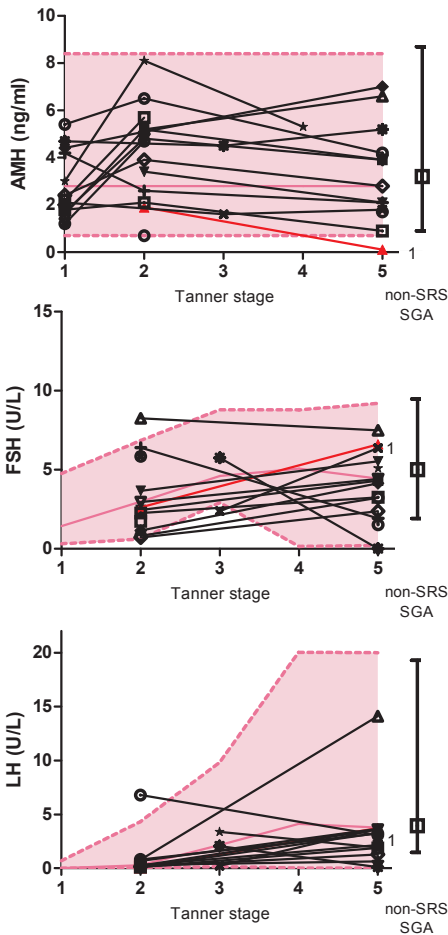 10
8
6
4
2
0
AMH (ng/ml)
1
1 2 3 4 5
Tanner stage
non-SRS
SGA
15
10
5
0
FSH (U/L)
1
1 2 3 4 5
Tanner stage
non-SRS
SGA
20
15
10
5
0
LH (U/L)
1
1 2 3 4 5
Tanner stage
non-SRS
SGA